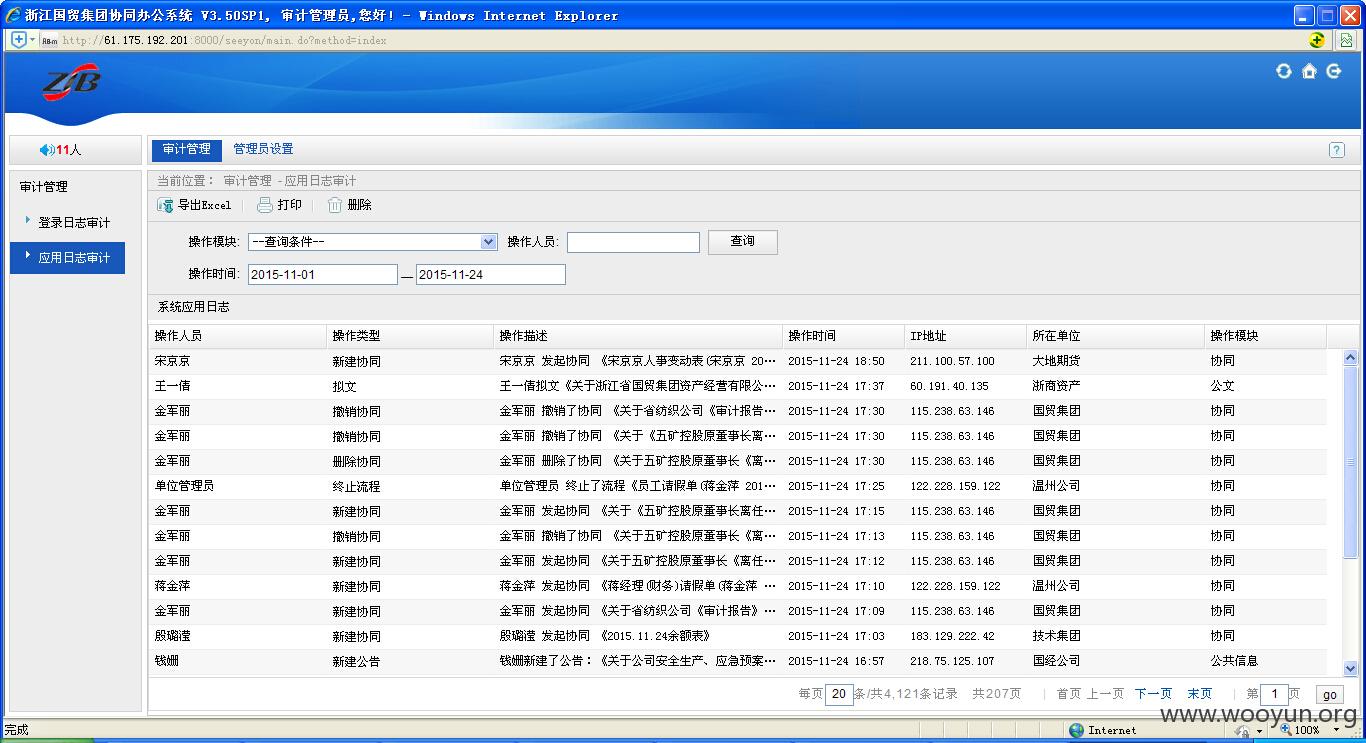 浙江国贸集团协同办公系统 V3.50SP1, 审计管理员,您好! - Windows Internet Explorer
http://61.175.192.201:8000/seeyon/main.do?method=index
ZIB
11人
审计管理 管理员设置
审计管理
登录日志审计
应用日志审计
当前位置: 审计管理 - 应用日志审计
导出Excel 打印 删除
操作模块: --查询条件-- 操作人员: 查询
操作时间: 2015-11-01 — 2015-11-24
系统应用日志
操作人员 操作类型 操作描述 操作时间 IP地址 所在单位 操作模块
宋京京 新建协同 宋京京 发起协同 《宋京京人事变动表(宋京京 20… 2015-11-24 18:50 211.100.57.100 大地期货 协同
王一倩 拟文 王一倩拟文《关于浙江省国贸集团资产经营有限公… 2015-11-24 17:37 60.191.40.135 浙商资产 公文
金军丽 撤销协同 金军丽 撤销了协同 《关于省纺织公司《审计报告… 2015-11-24 17:30 115.238.63.146 国贸集团 协同
金军丽 撤销协同 金军丽 撤销了协同 《关于《五矿控股原董事长离… 2015-11-24 17:30 115.238.63.146 国贸集团 协同
金军丽 删除协同 金军丽 删除了协同 《关于五矿控股原董事长《离… 2015-11-24 17:30 115.238.63.146 国贸集团 协同
单位管理员 终止流程 单位管理员 终止了流程《员工请假单(蒋金萍 201… 2015-11-24 17:25 122.228.159.122 温州公司 协同
金军丽 新建协同 金军丽 发起协同 《关于《五矿控股原董事长离任… 2015-11-24 17:15 115.238.63.146 国贸集团 协同
金军丽 撤销协同 金军丽 撤销了协同 《关于五矿控股原董事长《离… 2015-11-24 17:13 115.238.63.146 国贸集团 协同
金军丽 新建协同 金军丽 发起协同 《关于五矿控股原董事长《离任… 2015-11-24 17:12 115.238.63.146 国贸集团 协同
蒋金萍 新建协同 蒋金萍 发起协同 《蒋经理(财务)请假单(蒋金萍 … 2015-11-24 17:10 122.228.159.122 温州公司 协同
金军丽 新建协同 金军丽 发起协同 《关于省纺织公司《审计报告》… 2015-11-24 17:09 115.238.63.146 国贸集团 协同
殷璐滢 新建协同 殷璐滢 发起协同 《2015.11.24余额表》 2015-11-24 17:03 183.129.222.42 技术集团 协同
钱姗 新建公告 钱姗新建了公告:《关于公司安全生产、应急预案… 2015-11-24 16:57 218.75.125.107 国经公司 公共信息
每页 20 条/共4,121条记录 共207页 首页 上一页 下一页 末页 第 1 页 go
www.wooyun.org
完成 Internet 100%